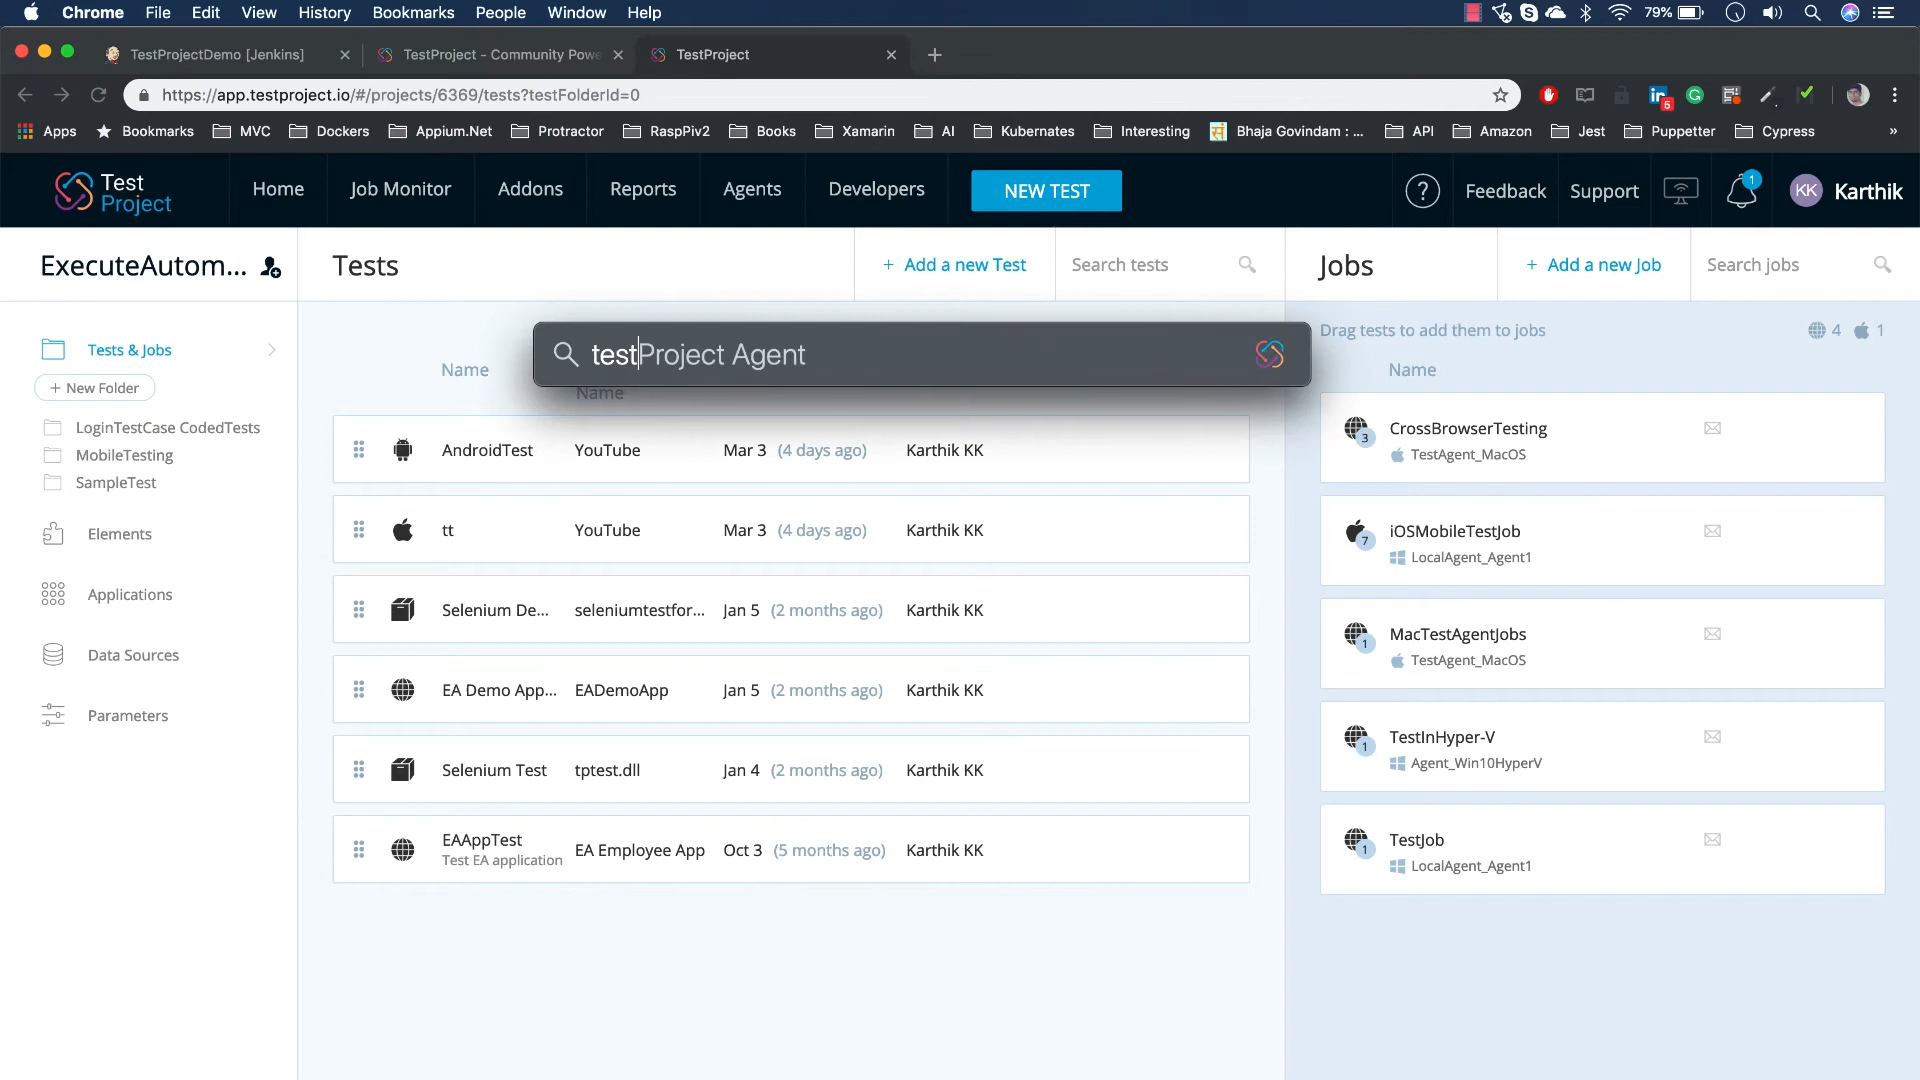 Chrome File Edit View History Bookmarks People Window Help 79%
TestProjectDemo [Jenkins] TestProject - Community Powe TestProject
https://app.testproject.io/#/projects/6369/tests?testFolderId=0
Apps Bookmarks MVC Dockers Appium.Net Protractor RaspPiv2 Books Xamarin AI Kubernates Interesting Bhaja Govindam : ... API Amazon Jest Puppetter Cypress »
Test Project Home Job Monitor Addons Reports Agents Developers NEW TEST ? Feedback Support 1 KK Karthik
ExecuteAutom... Tests + Add a new Test Search tests Jobs + Add a new Job Search jobs
testProject Agent
Tests & Jobs
+ New Folder
LoginTestCase CodedTests
MobileTesting
SampleTest
Elements
Applications
Data Sources
Parameters
Name
Name
AndroidTest YouTube Mar 3 (4 days ago) Karthik KK
tt YouTube Mar 3 (4 days ago) Karthik KK
Selenium De... seleniumtestfor... Jan 5 (2 months ago) Karthik KK
EA Demo App... EADemoApp Jan 5 (2 months ago) Karthik KK
Selenium Test tptest.dll Jan 4 (2 months ago) Karthik KK
EAAppTest EA Employee App Oct 3 (5 months ago) Karthik KK
Test EA application
Drag tests to add them to jobs 4 1
Name
3 CrossBrowserTesting
TestAgent_MacOS
7 iOSMobileTestJob
LocalAgent_Agent1
1 MacTestAgentJobs
TestAgent_MacOS
1 TestInHyper-V
Agent_Win10HyperV
1 TestJob
LocalAgent_Agent1